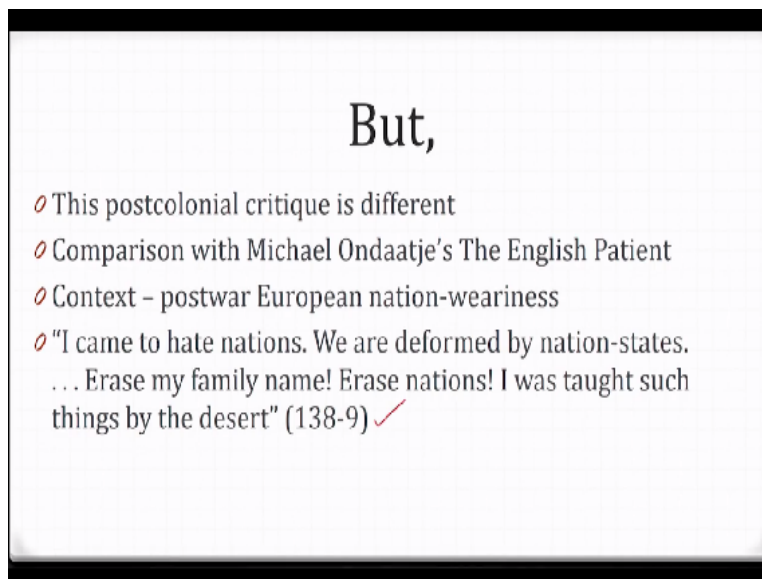 But,
This postcolonial critique is different
Comparison with Michael Ondaatje's The English Patient
Context – postwar European nation-weariness
"I came to hate nations. We are deformed by nation-states.
... Erase my family name! Erase nations! I was taught such
things by the desert" (138-9)